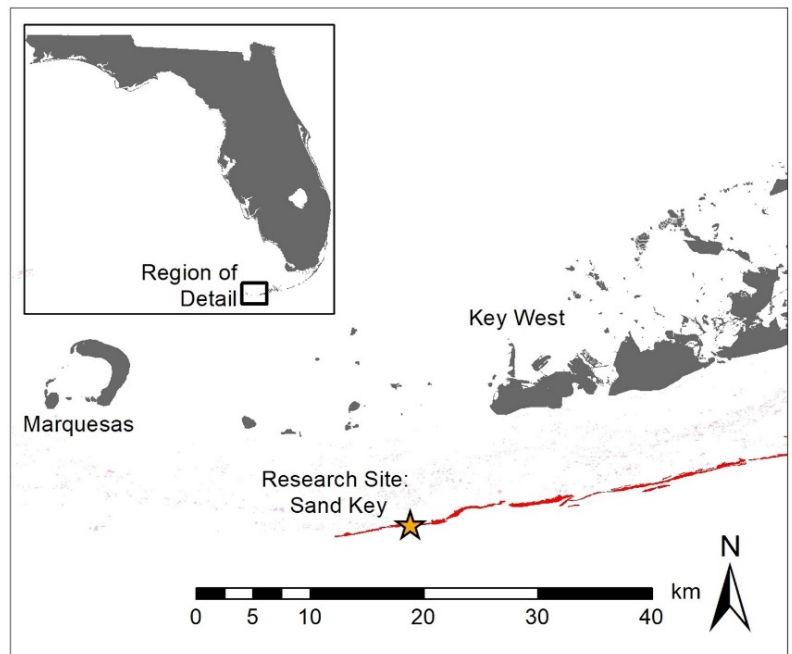 Region of
Detail
Key West
Marquesas
Research Site:
Sand Key
N
km
0 5 10 20 30 40